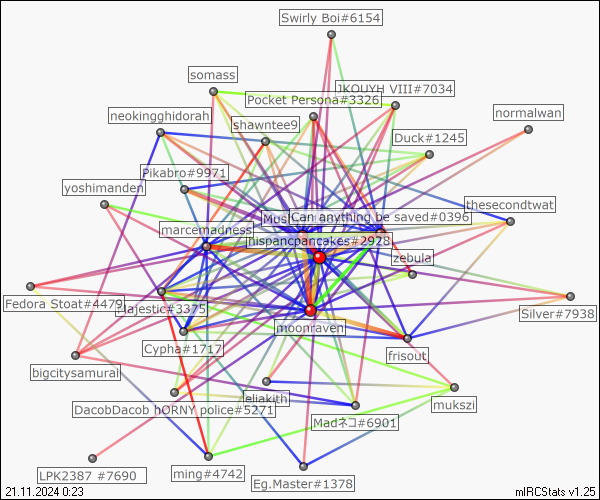 Swirly Boi#6154
somass
JKOUYH VIII#7034
Pocket Persona#3326
neokingghidorah
normalwan
shawntee9
Duck#1245
Pikabro#9971
yoshimanden
thesecondtwat
Can anything be saved#0396
marcemadness
hispancpancakes#2928
zebula
Fedora Stoat#4479
Majestic#3375
Silver#7938
moonraven
Cypha#1717
frisout
bigcitysamurai
eliakith
mukszi
DacobDacob hORNY police#5271
Madネコ#6901
LPK2387 #7690
ming#4742
Eg.Master#1378
21.11.2024 0:23
mIRCStats v1.25